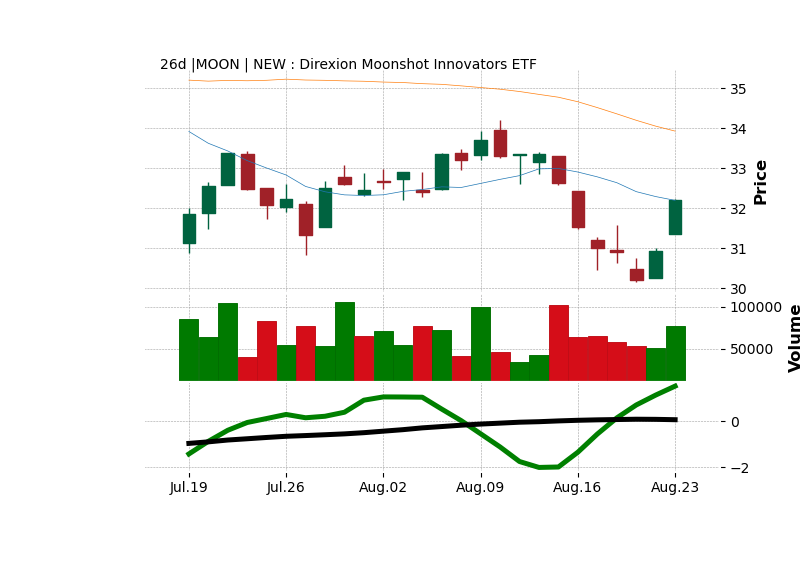 26d |MOON | NEW : Direxion Moonshot Innovators ETF
35
34
33
32
31
30
Price
100000
50000
Volume
0
−2
Jul.19 Jul.26 Aug.02 Aug.09 Aug.16 Aug.23